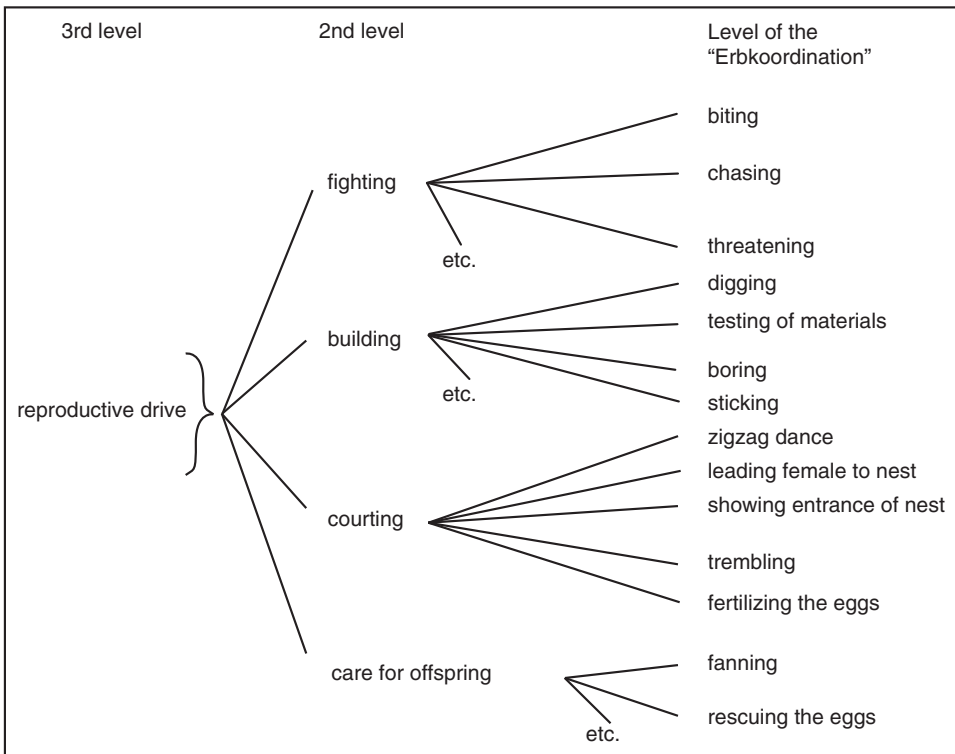 3rd level
2nd level
Level of the
“Erbkoordination”
reproductive drive
fighting
biting
chasing
threatening
etc.
building
digging
testing of materials
boring
sticking
etc.
courting
zigzag dance
leading female to nest
showing entrance of nest
trembling
fertilizing the eggs
care for offspring
fanning
rescuing the eggs
etc.